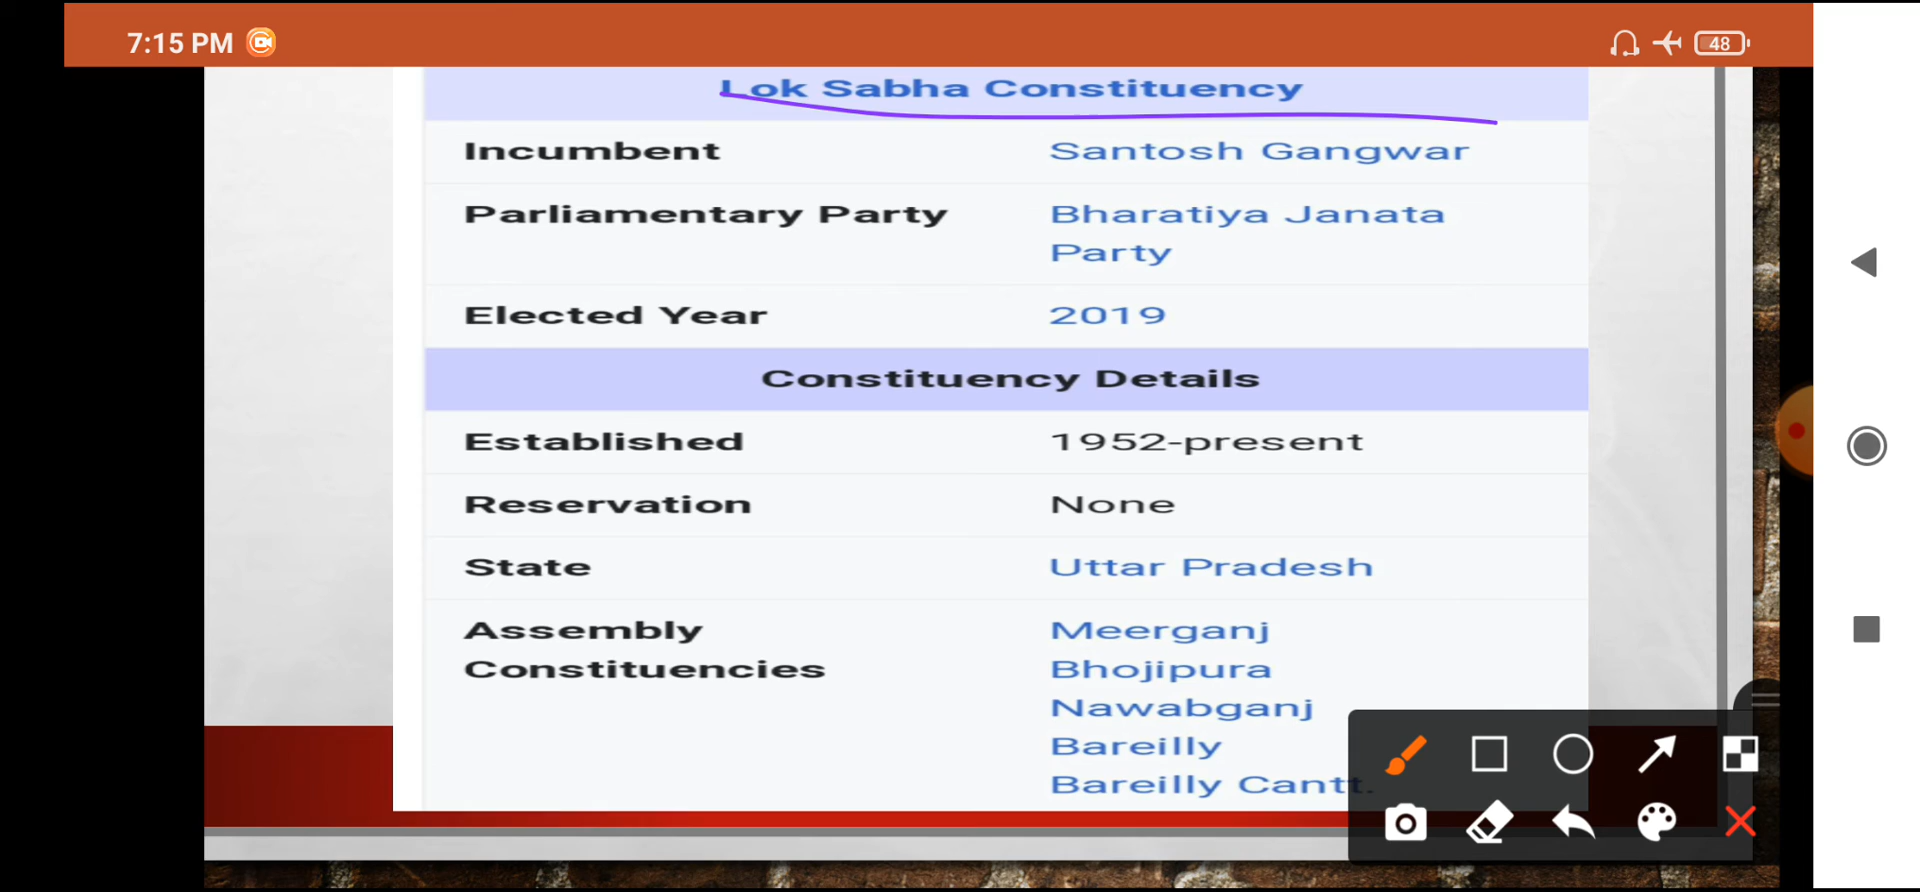 7:15 PM
48
Lok Sabha Constituency
Incumbent Santosh Gangwar
Parliamentary Party Bharatiya Janata
Party
Elected Year 2019
Constituency Details
Established 1952-present
Reservation None
State Uttar Pradesh
Assembly Meerganj
Constituencies Bhojipura
Nawabganj
Bareilly
Bareilly Cantt.